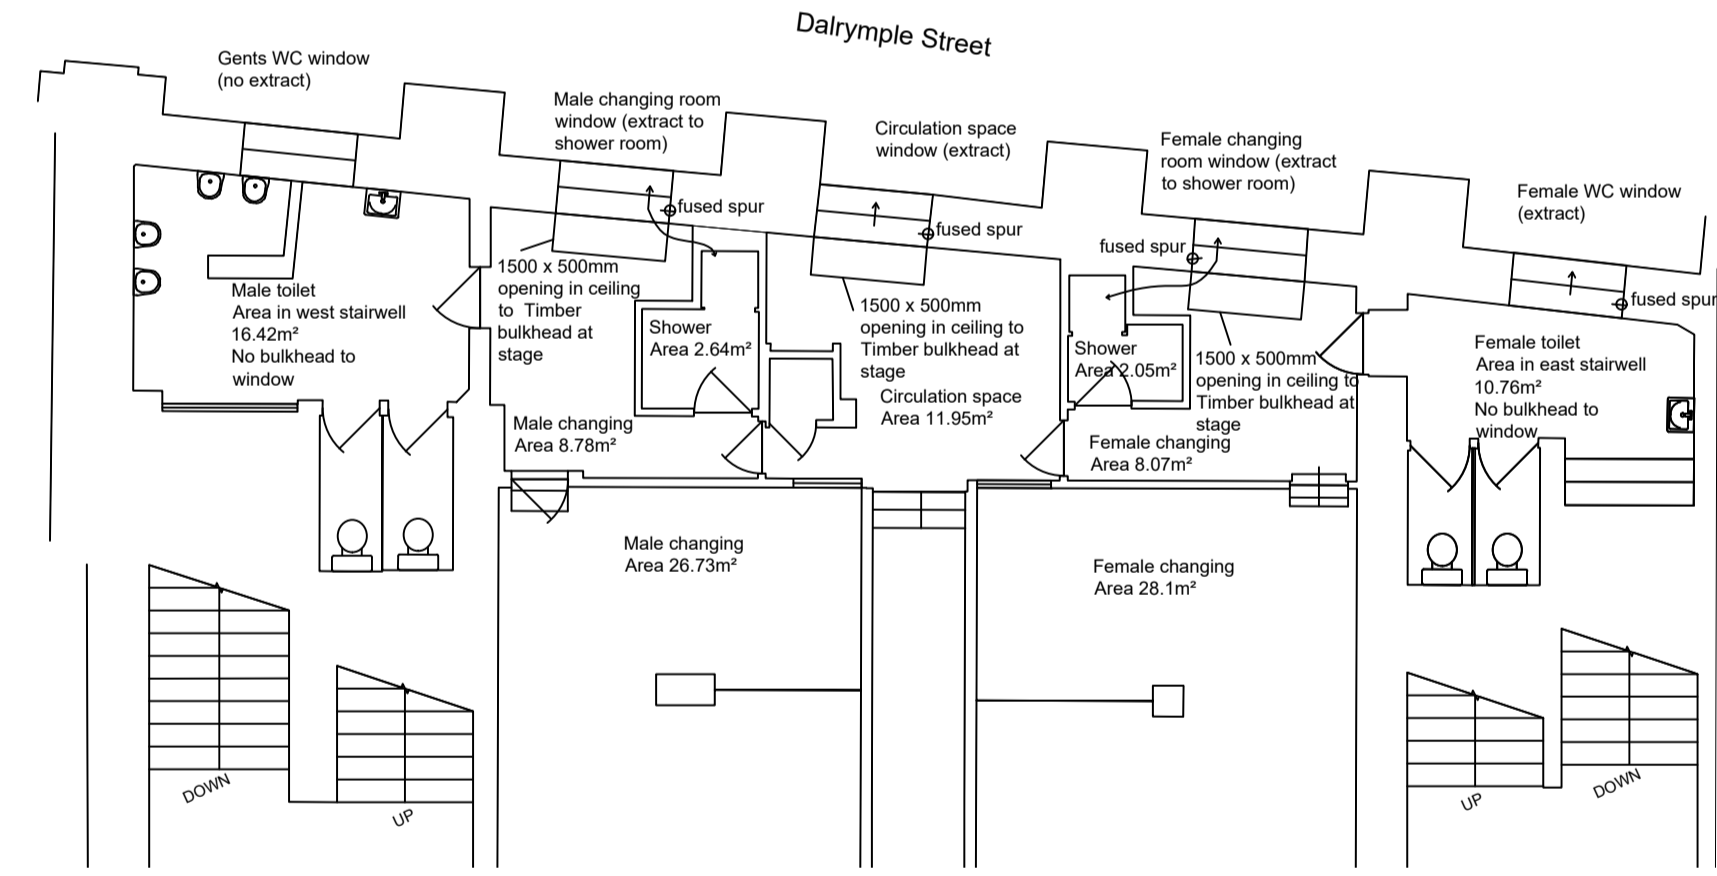 Dalrymple Street
Gents WC window
(no extract)
Male changing room
window (extract to
shower room)
Circulation space
window (extract)
Female changing
room window (extract
to shower room)
Female WC window
(extract)
fused spur
fused spur
fused spur
fused spur
Male toilet
Area in west stairwell
16.42m²
No bulkhead to
window
1500 x 500mm
opening in ceiling
to Timber
bulkhead at
stage
Shower
Area 2.64m²
Male changing
Area 8.78m²
1500 x 500mm
opening in ceiling to
Timber bulkhead at
stage
Circulation space
Area 11.95m²
Shower
Area 2.05m²
1500 x 500mm
opening in ceiling to
Timber bulkhead at
stage
Female changing
Area 8.07m²
Female toilet
Area in east stairwell
10.76m²
No bulkhead to
window
Male changing
Area 26.73m²
Female changing
Area 28.1m²
DOWN
UP
UP
DOWN